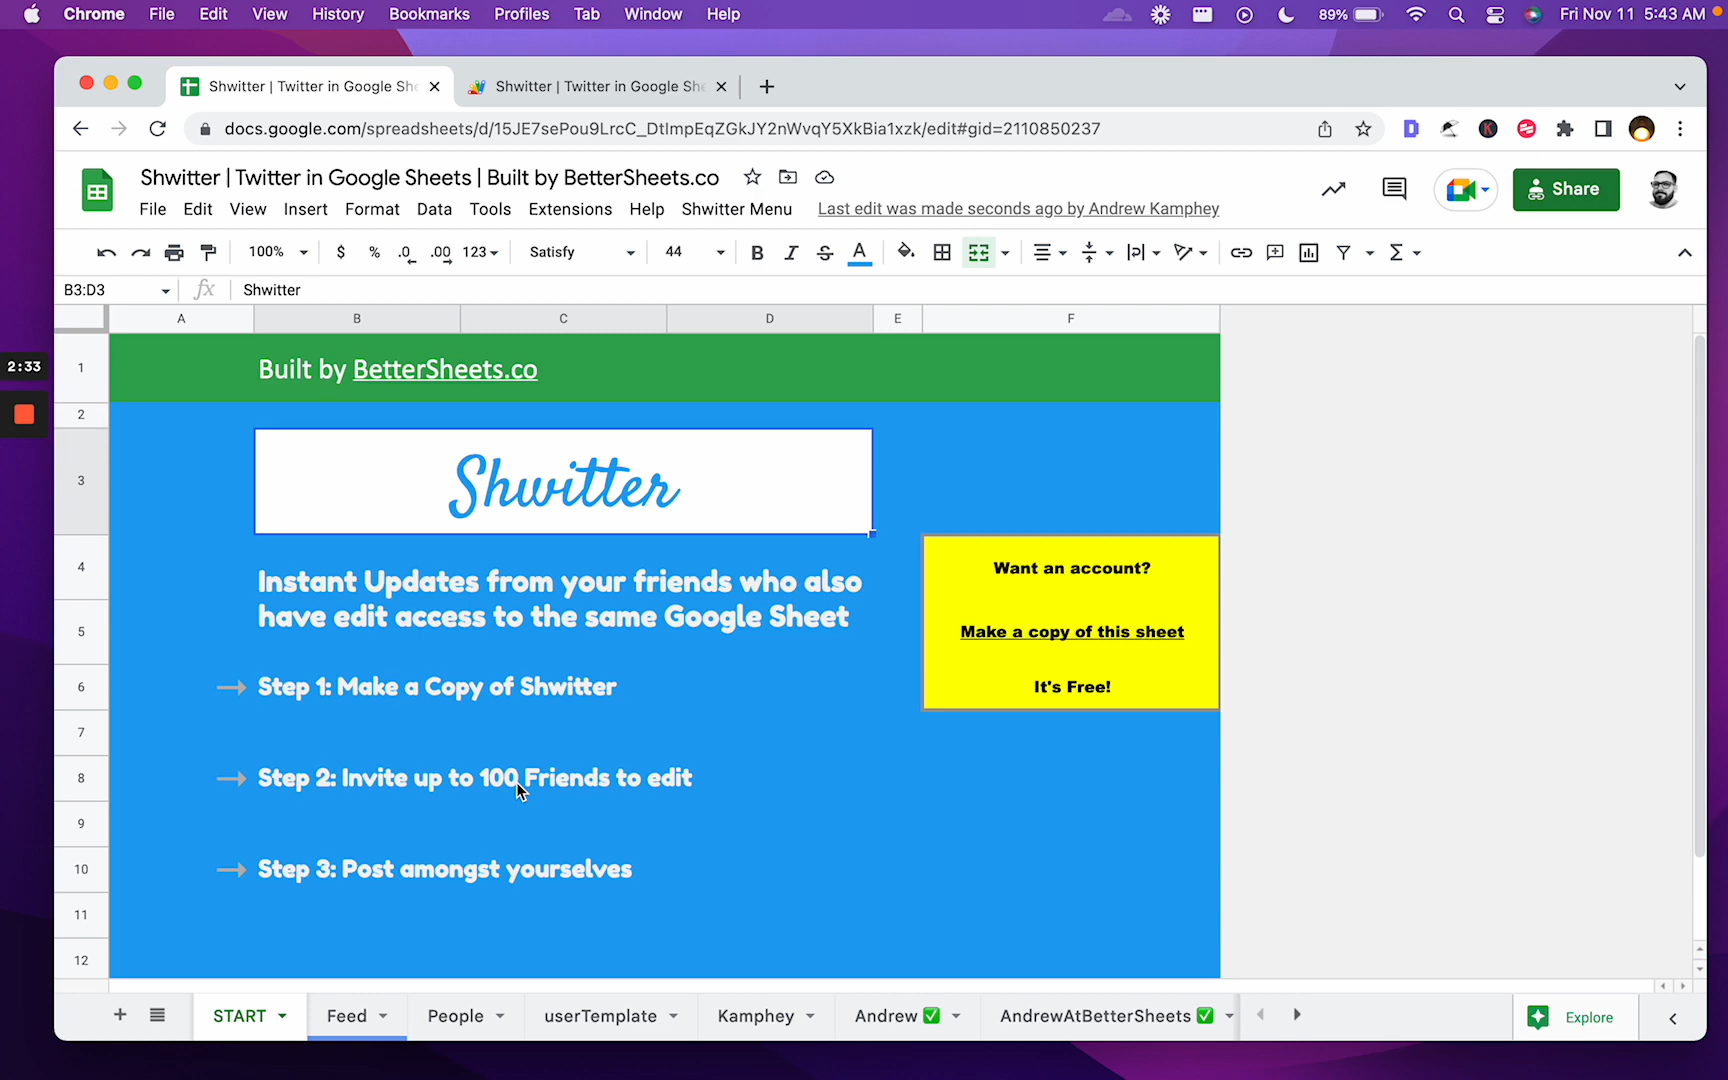 Chrome File Edit View History Bookmarks Profiles Tab Window Help 89% Fri Nov 11 5:43 AM
Shwitter | Twitter in Google She Shwitter | Twitter in Google She
docs.google.com/spreadsheets/d/15JE7sePou9LrcC_DtImpEqZGkJY2nWvqY5XkBia1xzk/edit#gid=2110850237
Shwitter | Twitter in Google Sheets | Built by BetterSheets.co
Share
File Edit View Insert Format Data Tools Extensions Help Shwitter Menu Last edit was made seconds ago by Andrew Kamphey
100% $ % .0 .00 123 Satisfy 44 B I S A
B3:D3 fx Shwitter
A B C D E F
1 Built by BetterSheets.co
2:33
2
3 Shwitter
4 Want an account?
Instant Updates from your friends who also
have edit access to the same Google Sheet
5 Make a copy of this sheet
6 → Step 1: Make a Copy of Shwitter It's Free!
7
8 → Step 2: Invite up to 100 Friends to edit
9
10 → Step 3: Post amongst yourselves
11
12
START Feed People userTemplate Kamphey Andrew ✅ AndrewAtBetterSheets ✅ Explore